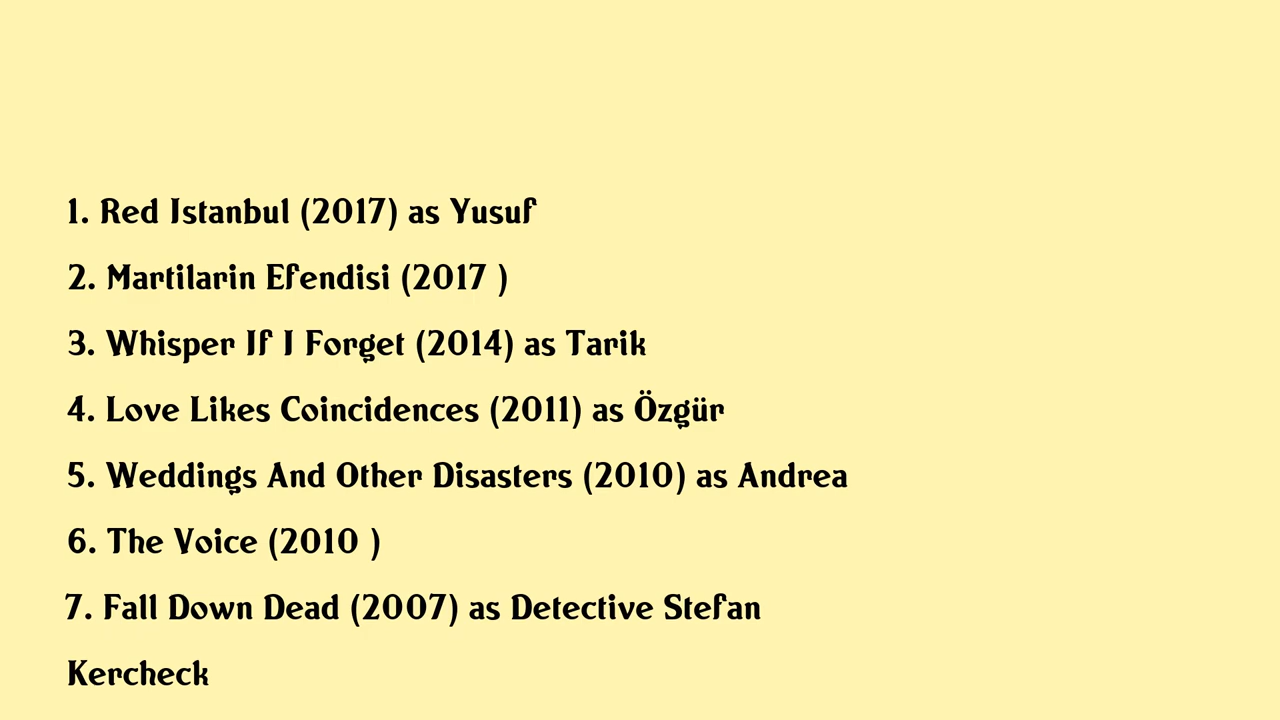 1. Red Istanbul (2017) as Yusuf
2. Martilarin Efendisi (2017 )
3. Whisper If I Forget (2014) as Tarik
4. Love Likes Coincidences (2011) as Özgür
5. Weddings And Other Disasters (2010) as Andrea
6. The Voice (2010 )
7. Fall Down Dead (2007) as Detective Stefan
Kercheck